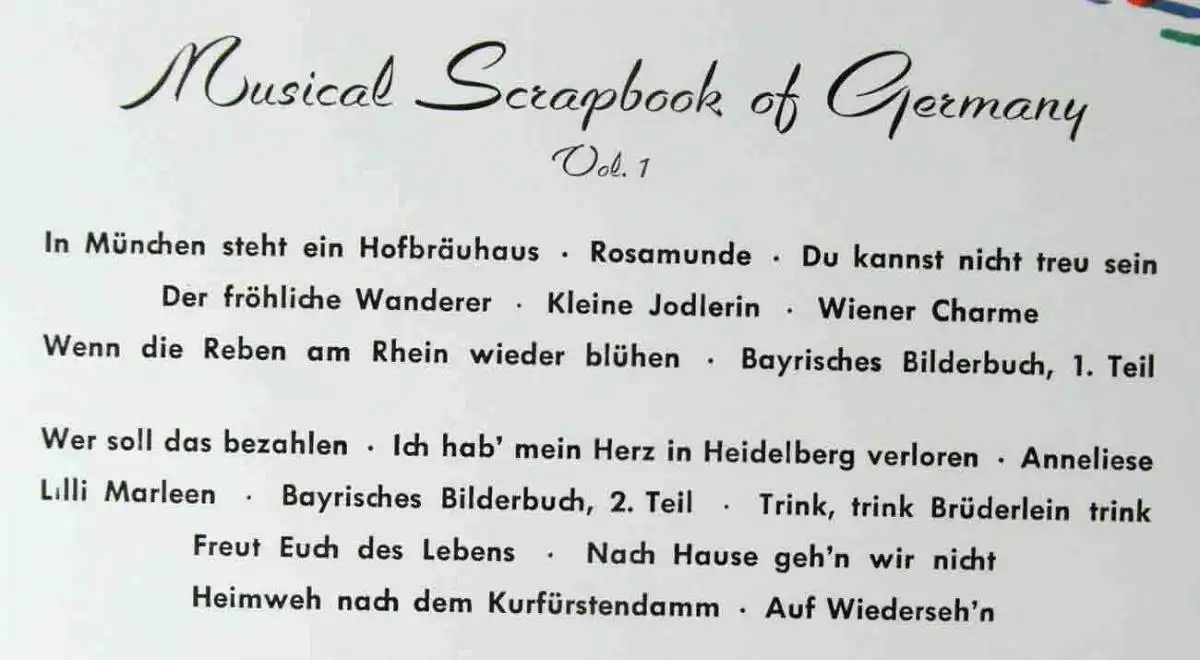 Musical Scrapbook of Germany
Vol. 1
In München steht ein Hofbräuhaus · Rosamunde · Du kannst nicht treu sein
Der fröhliche Wanderer · Kleine Jodlerin · Wiener Charme
Wenn die Reben am Rhein wieder blühen · Bayrisches Bilderbuch, 1. Teil
Wer soll das bezahlen · Ich hab' mein Herz in Heidelberg verloren · Anneliese
Lilli Marleen · Bayrisches Bilderbuch, 2. Teil · Trink, trink Brüderlein trink
Freut Euch des Lebens · Nach Hause geh'n wir nicht
Heimweh nach dem Kurfürstendamm · Auf Wiederseh'n